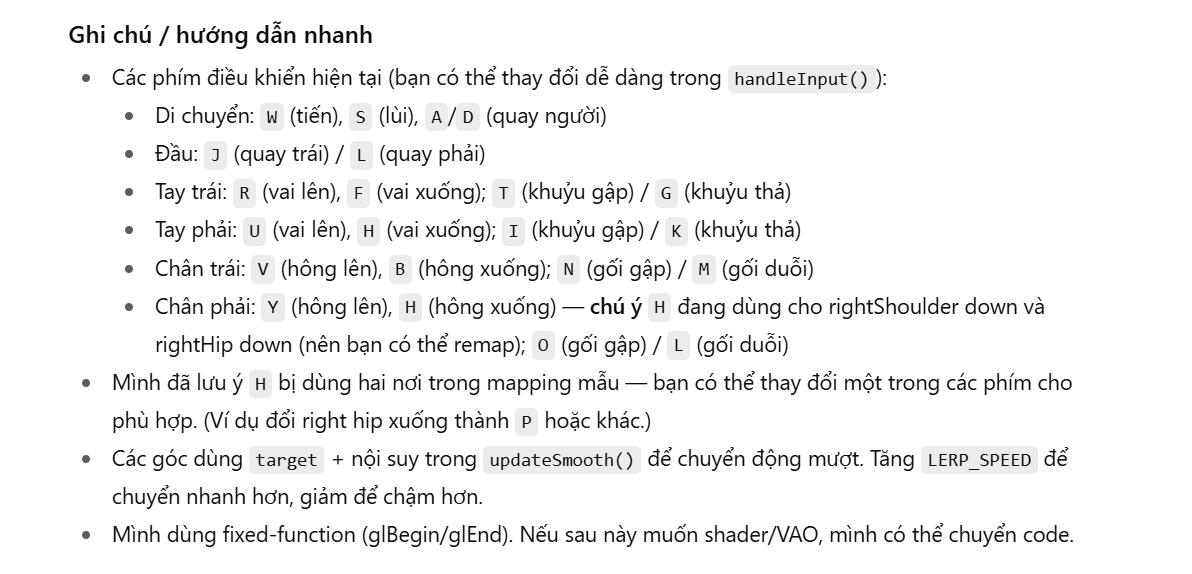 Ghi chú / hướng dẫn nhanh
• Các phím điều khiển hiện tại (bạn có thể thay đổi dễ dàng trong handleInput()):
• Di chuyển: W (tiến), S (lùi), A/D (quay người)
• Đầu: J (quay trái) / L (quay phải)
• Tay trái: R (vai lên), F (vai xuống); T (khuỷu gập) / G (khuỷu thả)
• Tay phải: U (vai lên), H (vai xuống); I (khuỷu gập) / K (khuỷu thả)
• Chân trái: V (hông lên), B (hông xuống); N (gối gập) / M (gối duỗi)
• Chân phải: Y (hông lên), H (hông xuống) — chú ý H đang dùng cho rightShoulder down và
rightHip down (nên bạn có thể remap); O (gối gập) / L (gối duỗi)
• Mình đã lưu ý H bị dùng hai nơi trong mapping mẫu — bạn có thể thay đổi một trong các phím cho
phù hợp. (Ví dụ đổi right hip xuống thành P hoặc khác.)
• Các góc dùng target + nội suy trong updateSmooth() để chuyển động mượt. Tăng LERP_SPEED để
chuyển nhanh hơn, giảm để chậm hơn.
• Mình dùng fixed-function (glBegin/glEnd). Nếu sau này muốn shader/VAO, mình có thể chuyển code.